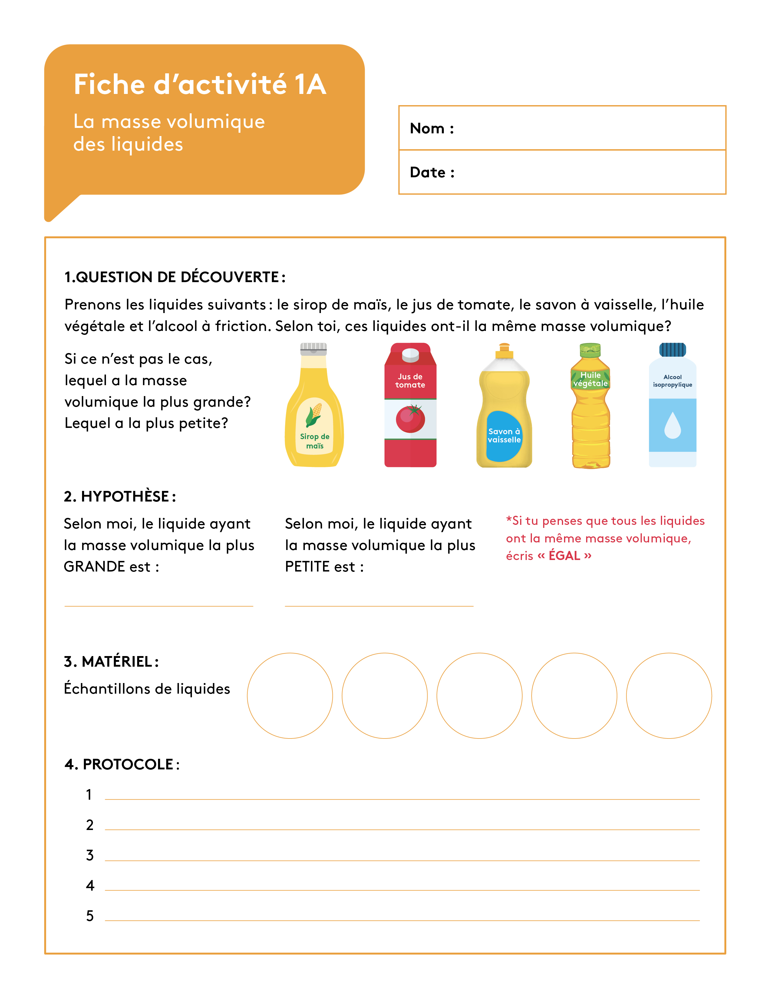 Fiche d’activité 1A
La masse volumique
des liquides
Nom :
Date :
1.QUESTION DE DÉCOUVERTE :
Prenons les liquides suivants : le sirop de maïs, le jus de tomate, le savon à vaisselle, l’huile
végétale et l’alcool à friction. Selon toi, ces liquides ont-il la même masse volumique?
Si ce n’est pas le cas,
lequel a la masse
volumique la plus grande?
Lequel a la plus petite?
Sirop de
maïs
Jus de
tomate
Savon à
vaisselle
Huile
végétale
Alcool
isopropylique
2. HYPOTHÈSE :
Selon moi, le liquide ayant
la masse volumique la plus
GRANDE est :
Selon moi, le liquide ayant
la masse volumique la plus
PETITE est :
*Si tu penses que tous les liquides
ont la même masse volumique,
écris « ÉGAL »
3. MATÉRIEL :
Échantillons de liquides
4. PROTOCOLE :
1
2
3
4
5